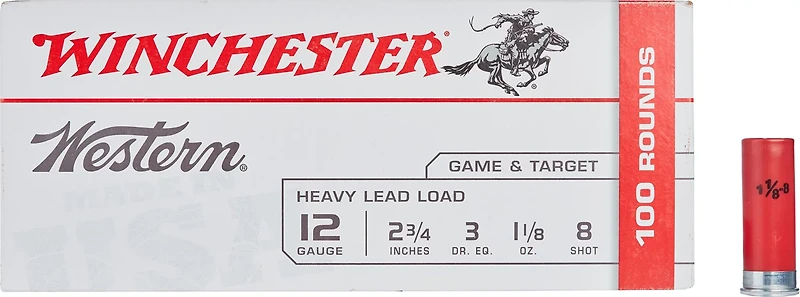 WINCHESTER®
Western®
GAME & TARGET
HEAVY LEAD LOAD
12 2 3/4 3 1 1/8 8
GAUGE INCHES DR. EQ. OZ. SHOT
100 ROUNDS
1 1/8-8